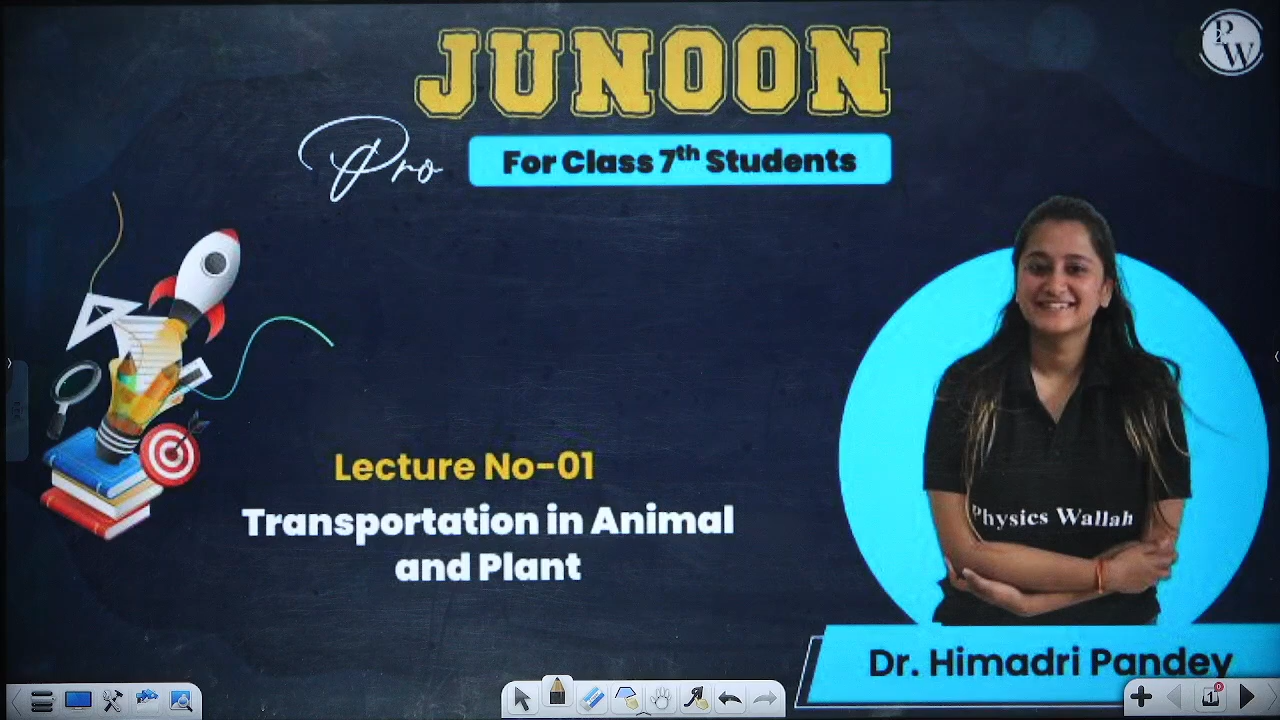 JUNOON
PW
Pro
For Class 7th Students
Lecture No-01
Transportation in Animal
and Plant
Physics Wallah
Dr. Himadri Pandey